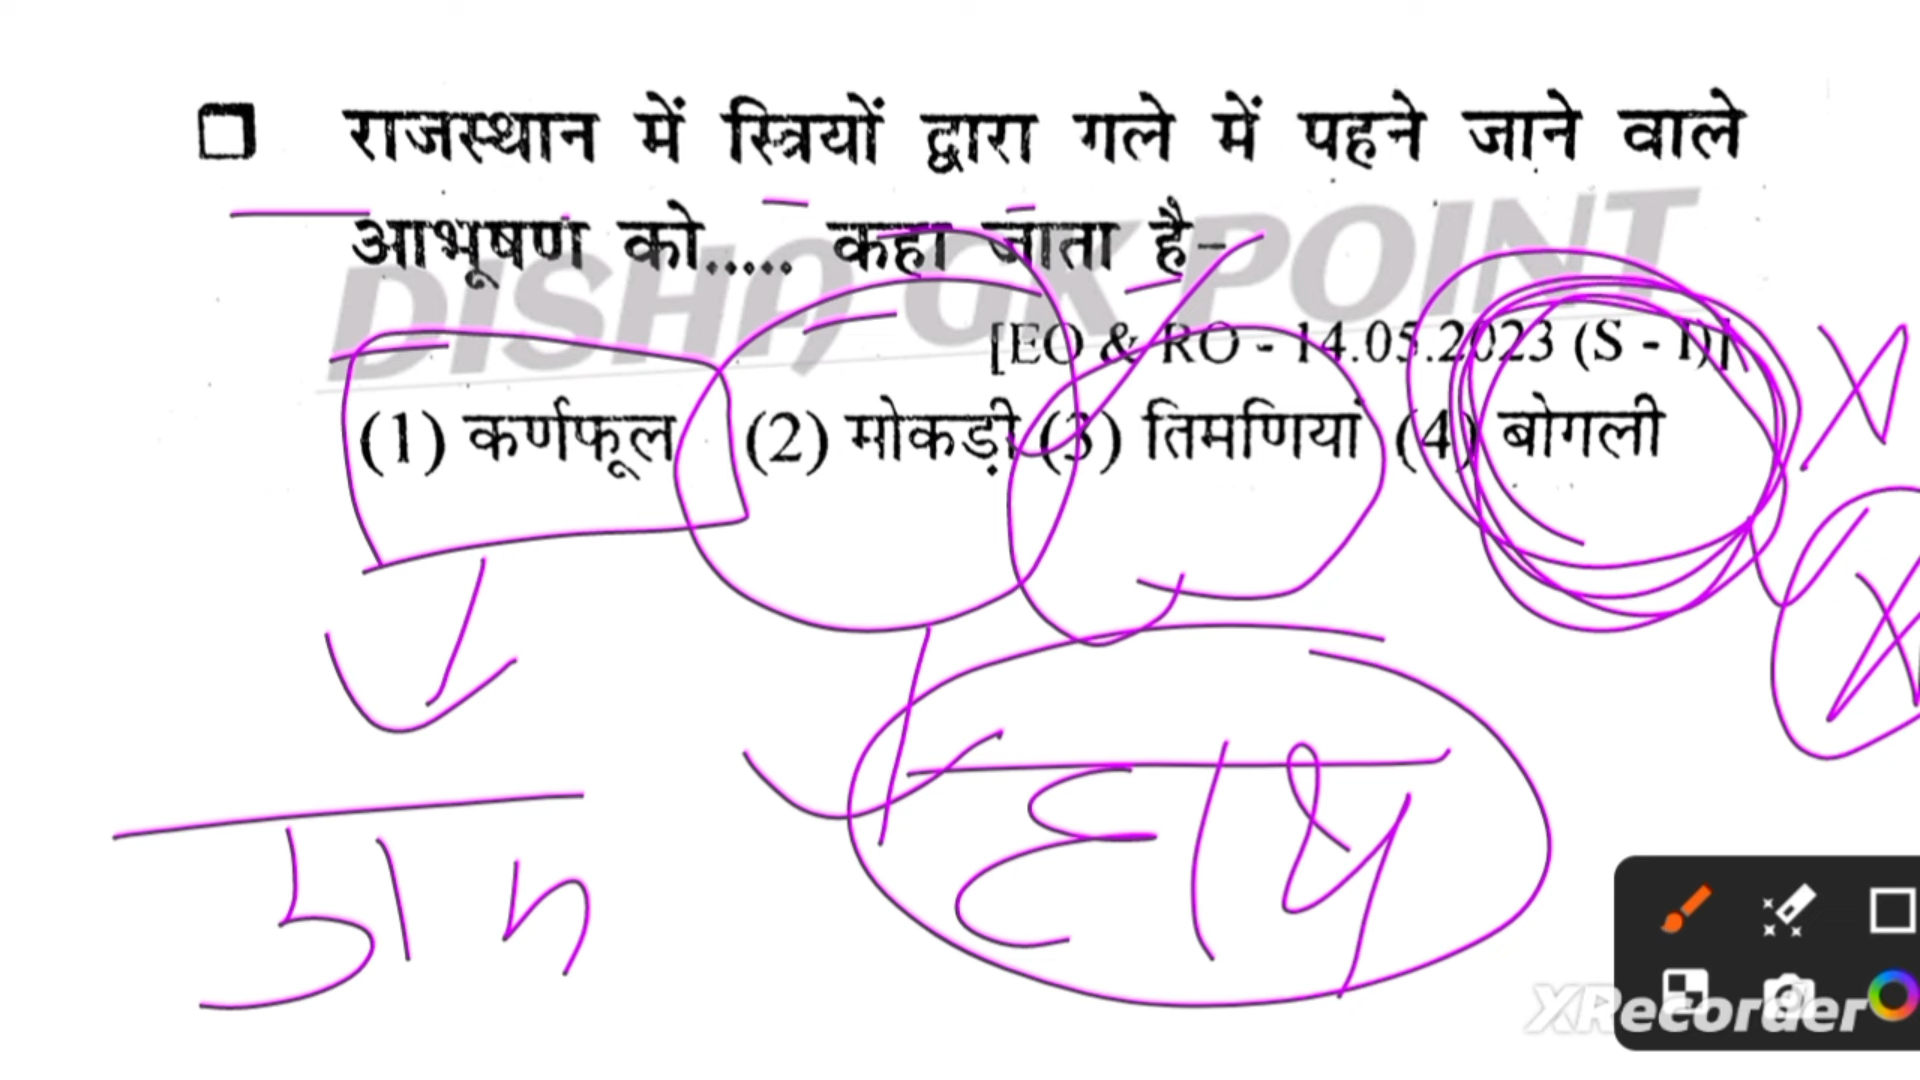 राजस्थान में स्त्रियों द्वारा गले में पहने जाने वाले
आभूषण को..... कहा जाता है-
DISHA GK POINT
[EO & RO - 14.05.2023 (S - I)]
(1) कर्णफूल (2) मोकड़ी (3) तिमणियां (4) बोगली
हाथ
XRecorder